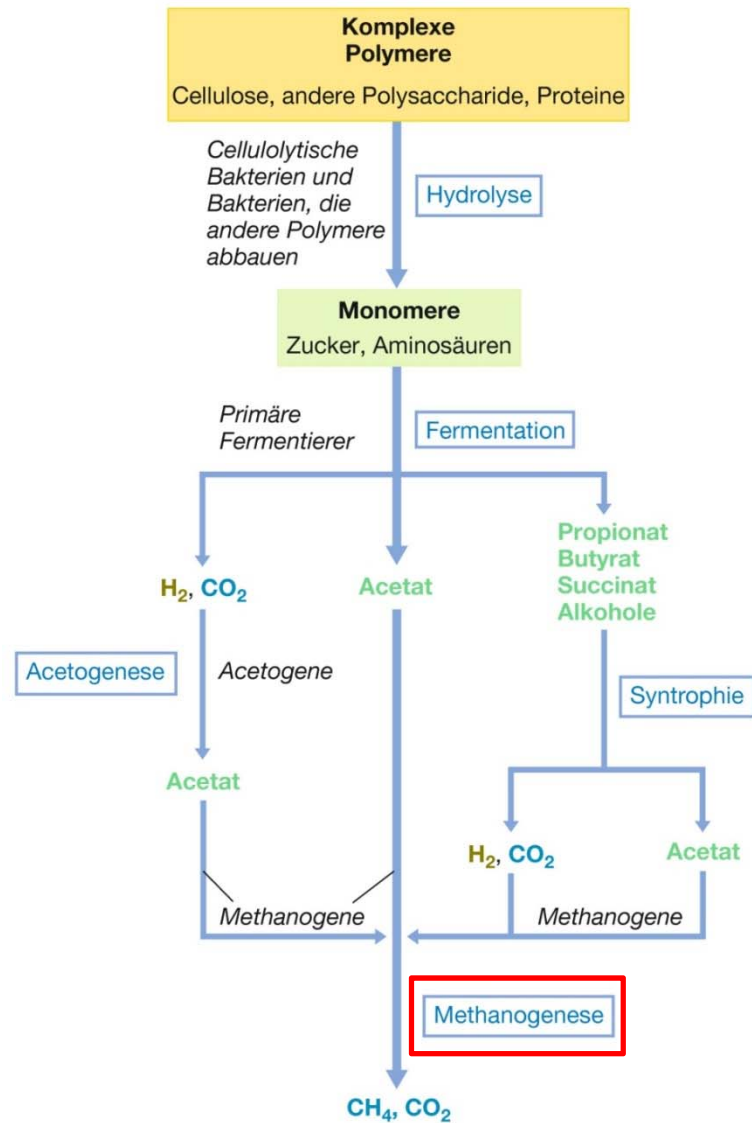 Komplexe
Polymere
Cellulose, andere Polysaccharide, Proteine
Cellulolytische
Bakterien und
Bakterien, die
andere Polymere
abbauen
Hydrolyse
Monomere
Zucker, Aminosäuren
Primäre
Fermentierer
Fermentation
H₂, CO₂
Acetat
Propionat
Butyrat
Succinat
Alkohole
Acetogenese
Acetogene
Syntrophie
Acetat
H₂, CO₂
Acetat
Methanogene
Methanogene
Methanogenese
CH₄, CO₂